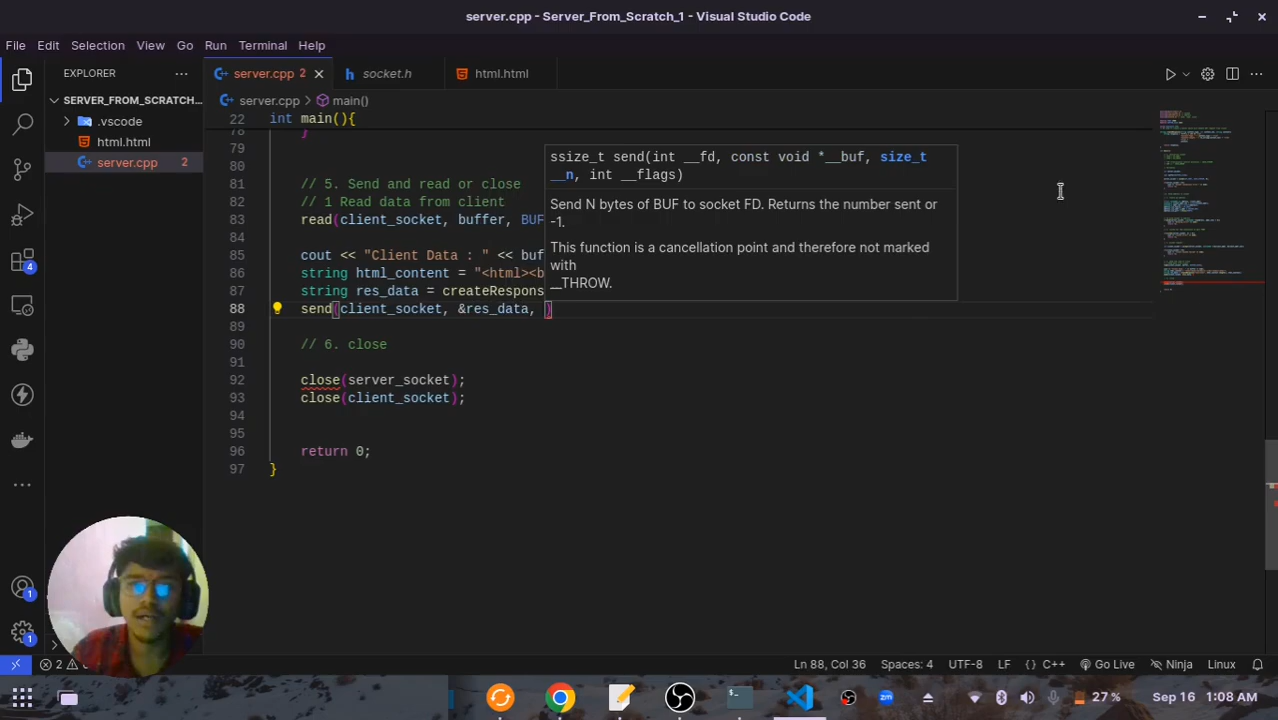 server.cpp - Server_From_Scratch_1 - Visual Studio Code
File Edit Selection View Go Run Terminal Help
EXPLORER
server.cpp 2
socket.h
html.html
SERVER_FROM_SCRATCH...
server.cpp > main()
.vscode
html.html
server.cpp 2
22 int main(){
78 }
79
80
81 // 5. Send and read or close
82 // 1 Read data from client
83 read(client_socket, buffer, BUF
84
85 cout << "Client Data : " << buf
86 string html_content = "<html><b
87 string res_data = createRespons
88 send(client_socket, &res_data, )
89
90 // 6. close
91
92 close(server_socket);
93 close(client_socket);
94
95
96 return 0;
97 }
ssize_t send(int __fd, const void *__buf, size_t
__n, int __flags)
Send N bytes of BUF to socket FD. Returns the number sent or
-1.
This function is a cancellation point and therefore not marked
with
__THROW.
4
1
1
2
Ln 88, Col 36 Spaces: 4 UTF-8 LF {} C++ Go Live Ninja Linux
zm
27 % Sep 16 1:08 AM